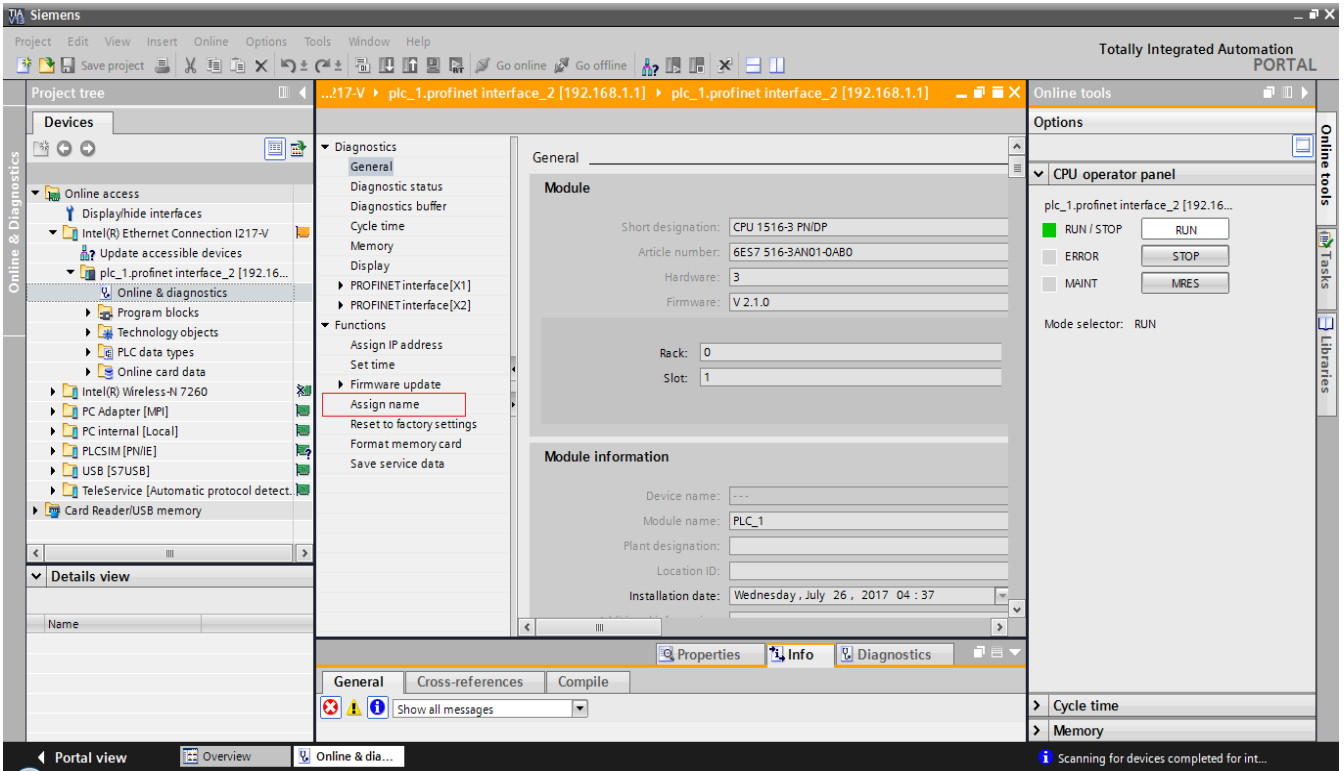 Siemens
Project Edit View Insert Online Options Tools Window Help
Totally Integrated Automation
PORTAL
Save project Go online Go offline
Project tree
...217-V ▸ plc_1.profinet interface_2 [192.168.1.1] ▸ plc_1.profinet interface_2 [192.168.1.1]
Online tools
Devices
Options
Online & Diagnostics
Online access
Display/hide interfaces
Intel(R) Ethernet Connection I217-V
Update accessible devices
plc_1.profinet interface_2 [192.16...
Online & diagnostics
Program blocks
Technology objects
PLC data types
Online card data
Intel(R) Wireless-N 7260
PC Adapter [MPI]
PC internal [Local]
PLCSIM [PN/IE]
USB [S7USB]
TeleService [Automatic protocol detect.
Card Reader/USB memory
Details view
Name
Diagnostics
General
Diagnostic status
Diagnostics buffer
Cycle time
Memory
Display
PROFINET interface [X1]
PROFINET interface [X2]
Functions
Assign IP address
Set time
Firmware update
Assign name
Reset to factory settings
Format memory card
Save service data
General
Module
Short designation: CPU 1516-3 PN/DP
Article number: 6ES7 516-3AN01-0AB0
Hardware: 3
Firmware: V 2.1.0
Rack: 0
Slot: 1
Module information
Device name: ---
Module name: PLC_1
Plant designation:
Location ID:
Installation date: Wednesday , July 26 , 2017 04 : 37
Properties Info Diagnostics
General Cross-references Compile
Show all messages
CPU operator panel
plc_1.profinet interface_2 [192.16...
RUN / STOP RUN
ERROR STOP
MAINT MRES
Mode selector: RUN
Cycle time
Memory
Online tools
Tasks
Libraries
Portal view Overview Online & dia...
Scanning for devices completed for int...